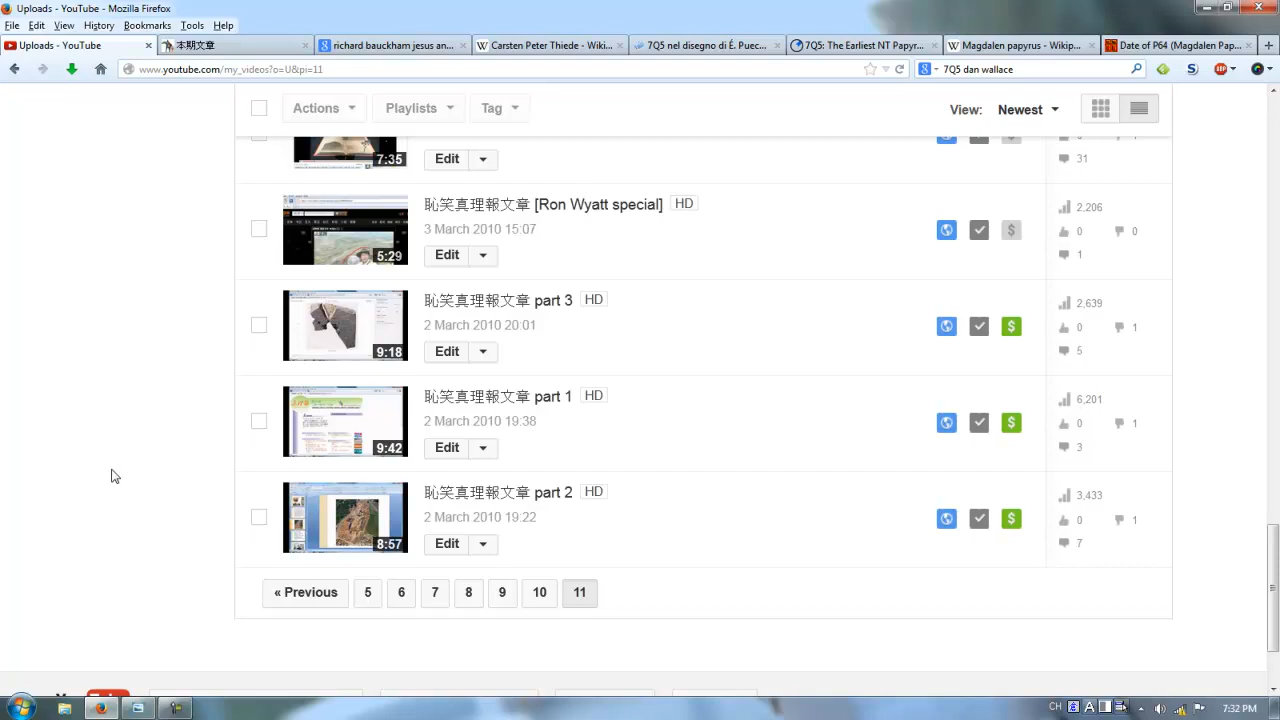 Uploads - YouTube - Mozilla Firefox
File Edit View History Bookmarks Tools Help
Uploads - YouTube
本期文章
richard bauckham jesus an...
Carsten Peter Thiede - Wiki...
7Q5: The Earliest NT Papyr...
Magdalen papyrus - Wikip...
Date of P64 (Magdalen Pap...
www.youtube.com/my_videos?o=U&pi=11
7Q5 dan wallace
Actions
Playlists
Tag
View: Newest
7:35
Edit
31
恥笑真理報文章 [Ron Wyatt special] HD
3 March 2010 15:07
5:29
Edit
2,206
0 0
1
恥笑真理報文章 part 3 HD
2 March 2010 20:01
9:18
Edit
2,639
0 1
5
恥笑真理報文章 part 1 HD
2 March 2010 19:38
9:42
Edit
6,201
0 1
3
恥笑真理報文章 part 2 HD
2 March 2010 19:22
8:57
Edit
3,433
0 1
7
« Previous 5 6 7 8 9 10 11
CH
7:32 PM